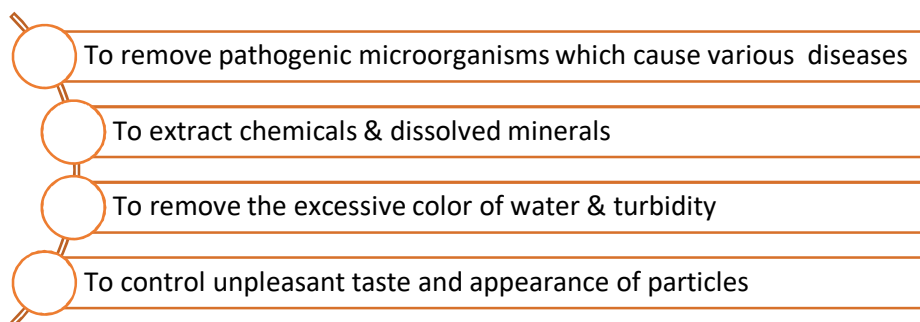 To remove pathogenic microorganisms which cause various diseases
To extract chemicals & dissolved minerals
To remove the excessive color of water & turbidity
To control unpleasant taste and appearance of particles